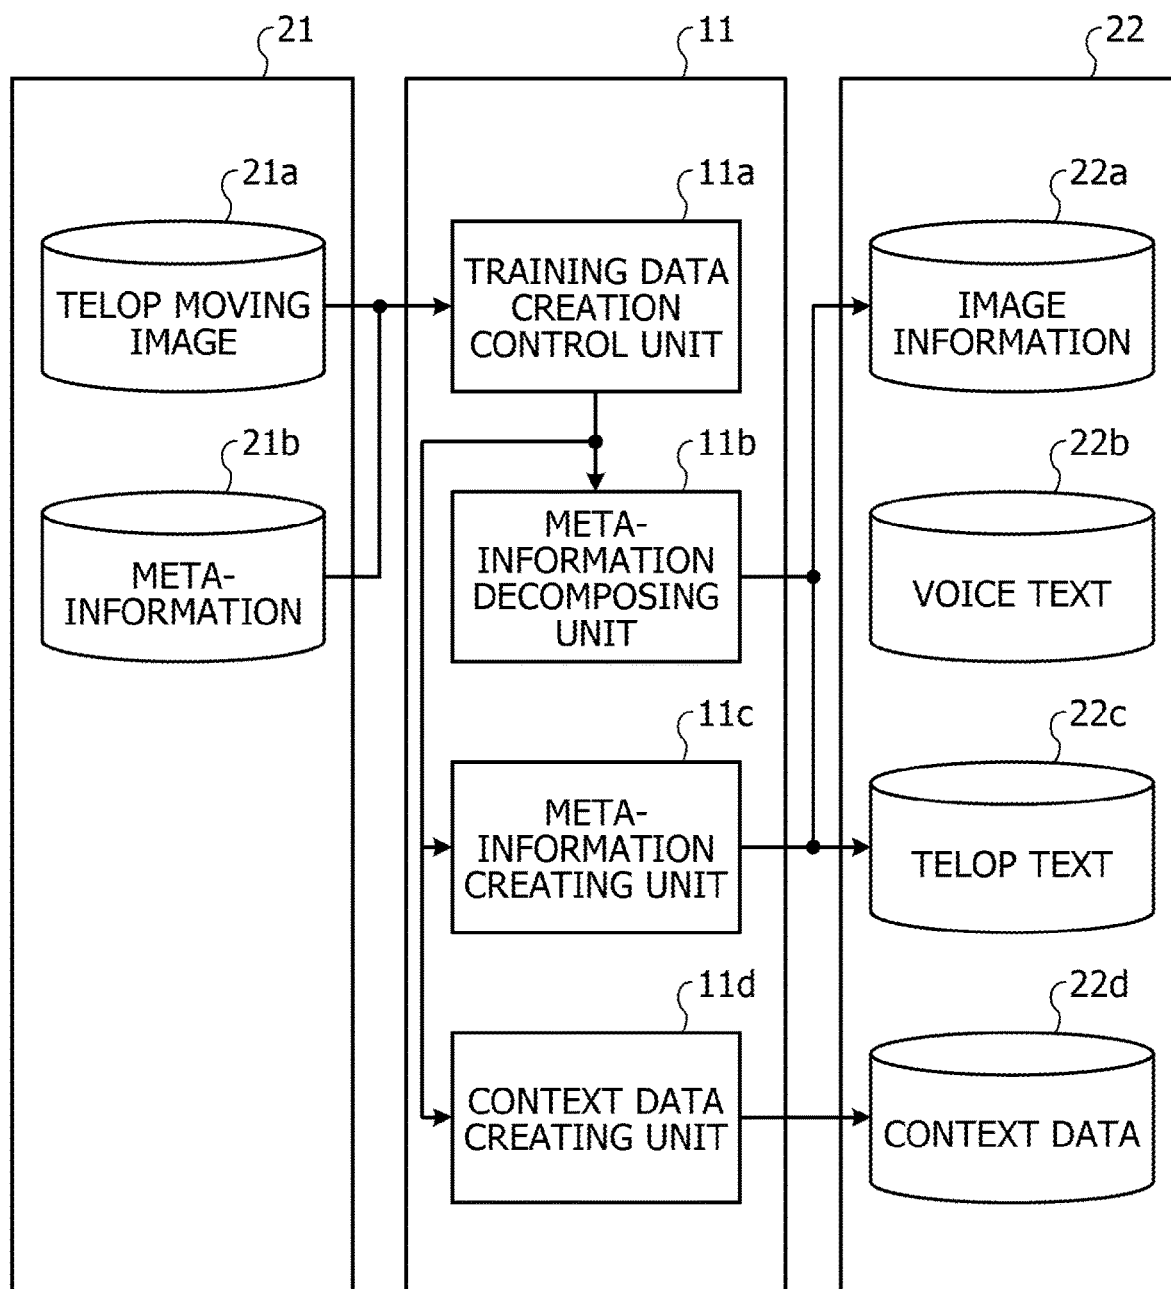 21
11
22
21a
TELOP MOVING
IMAGE
21b
META-
INFORMATION
11a
TRAINING DATA
CREATION
CONTROL UNIT
11b
META-
INFORMATION
DECOMPOSING
UNIT
11c
META-
INFORMATION
CREATING UNIT
11d
CONTEXT DATA
CREATING UNIT
22a
IMAGE
INFORMATION
22b
VOICE TEXT
22c
TELOP TEXT
22d
CONTEXT DATA